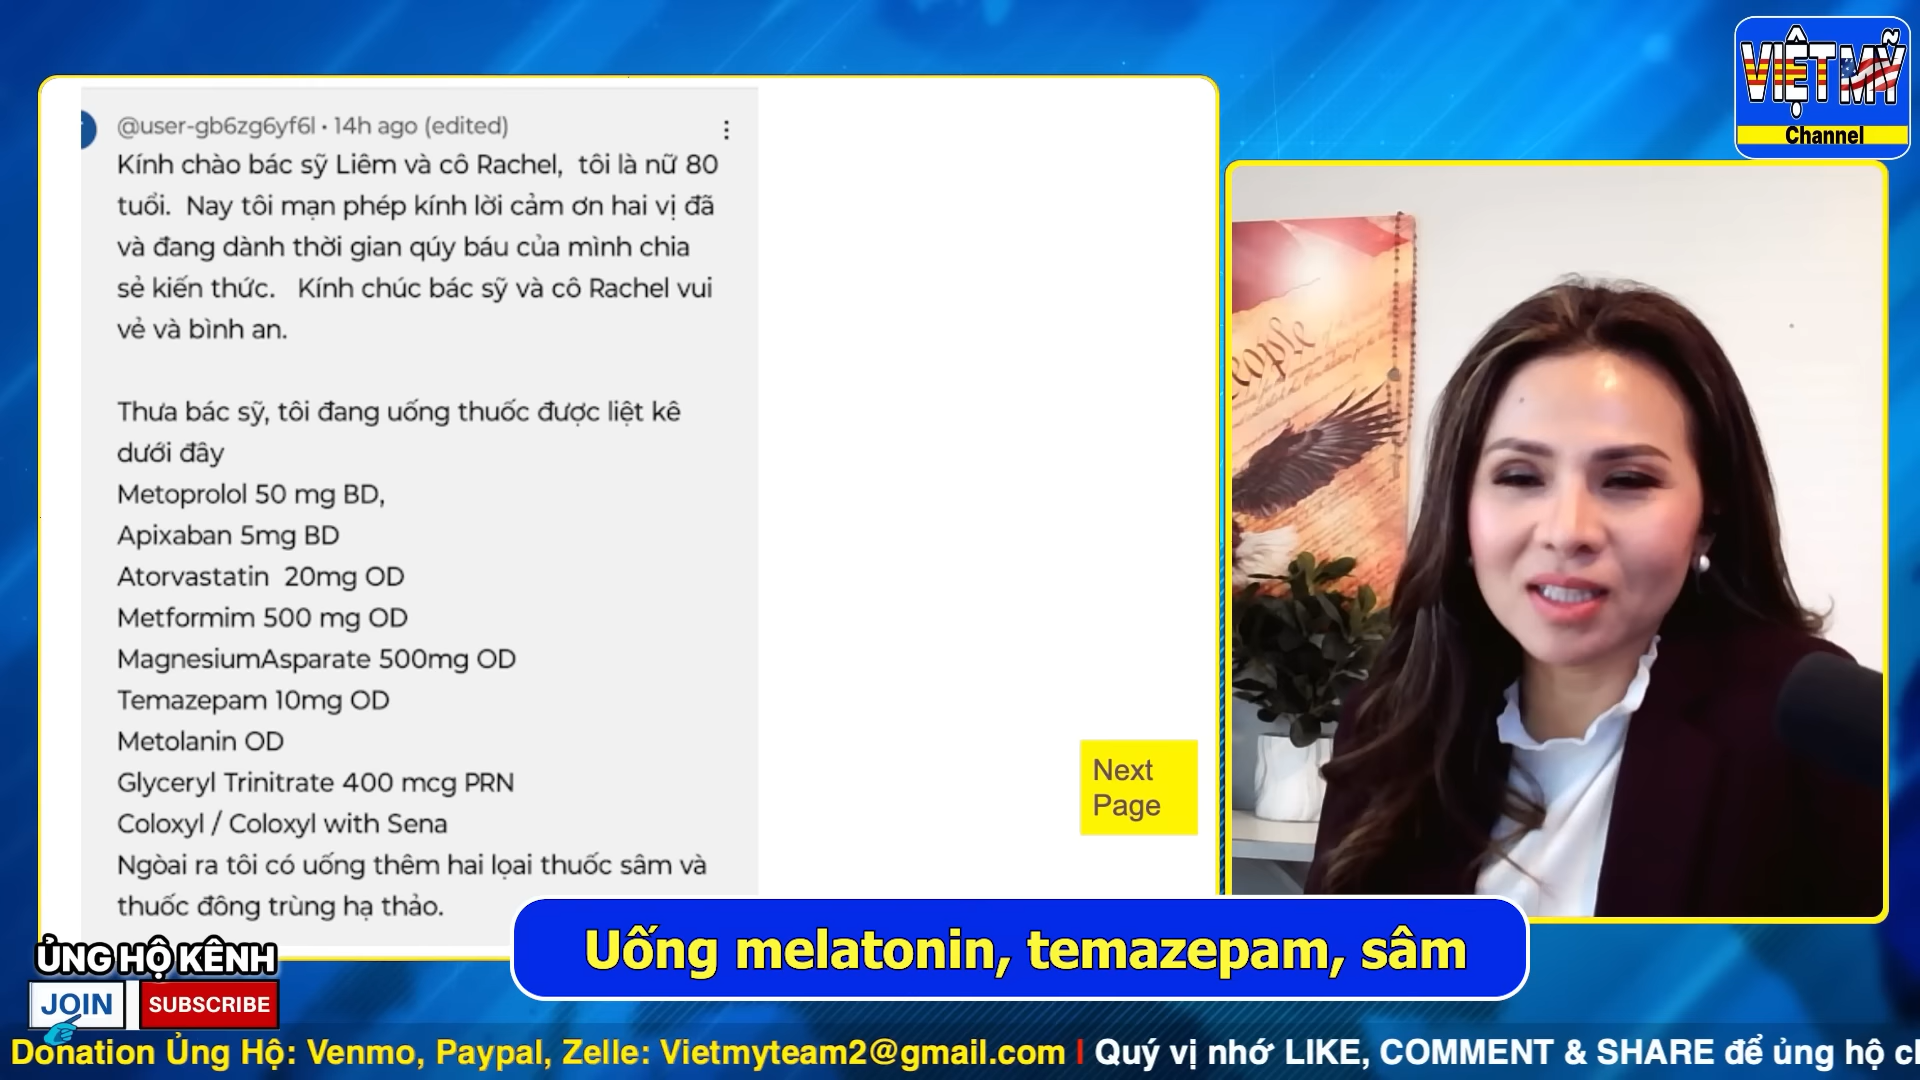 VIỆT MỸ
Channel
@user-gb6zg6yf6l • 14h ago (edited)
Kính chào bác sỹ Liêm và cô Rachel, tôi là nữ 80
tuổi. Nay tôi mạn phép kính lời cảm ơn hai vị đã
và đang dành thời gian qúy báu của mình chia
sẻ kiến thức. Kính chúc bác sỹ và cô Rachel vui
vẻ và bình an.
Thưa bác sỹ, tôi đang uống thuốc được liệt kê
dưới đây
Metoprolol 50 mg BD,
Apixaban 5mg BD
Atorvastatin 20mg OD
Metformim 500 mg OD
MagnesiumAsparate 500mg OD
Temazepam 10mg OD
Metolanin OD
Glyceryl Trinitrate 400 mcg PRN
Coloxyl / Coloxyl with Sena
Ngòai ra tôi có uống thêm hai lọai thuốc sâm và
thuốc đông trùng hạ thảo.
Next
Page
eople
Uống melatonin, temazepam, sâm
ỦNG HỘ KÊNH
JOIN
SUBSCRIBE
Donation Ủng Hộ: Venmo, Paypal, Zelle: Vietmyteam2@gmail.com I Quý vị nhớ LIKE, COMMENT & SHARE để ủng hộ